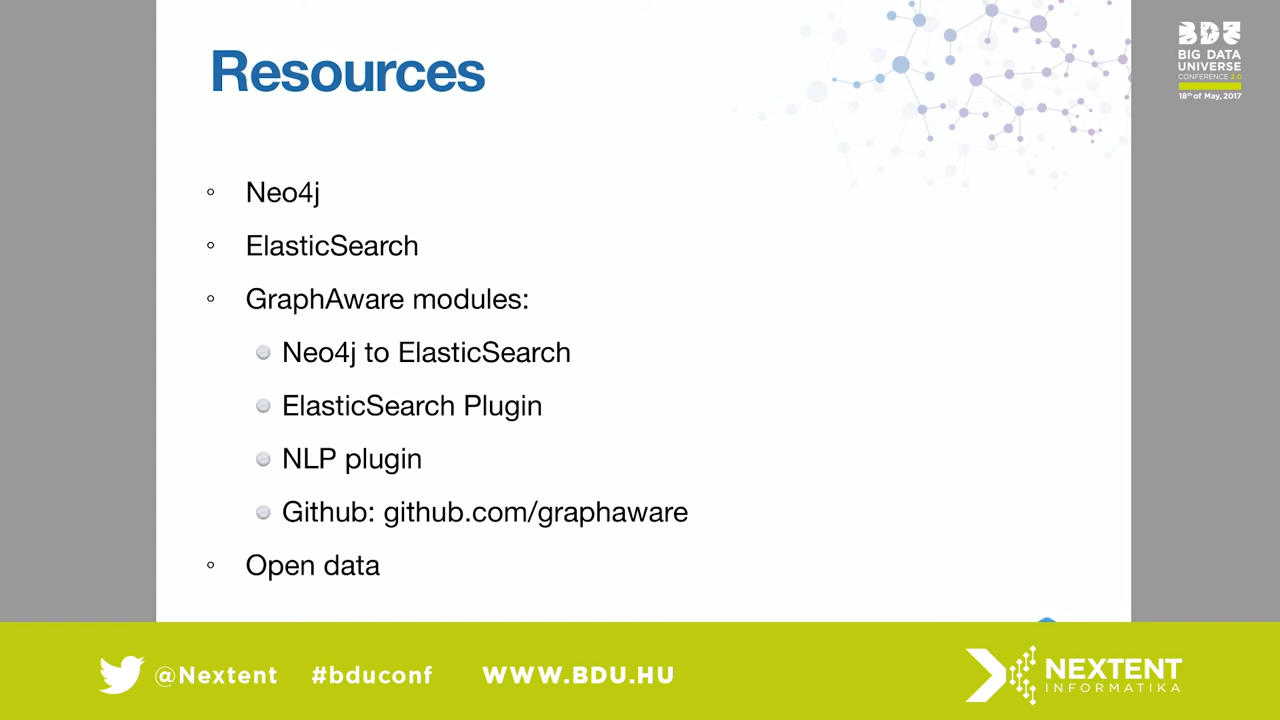 Resources
BDU
BIG DATA
UNIVERSE
CONFERENCE 2.0
18th of May, 2017
Neo4j
ElasticSearch
GraphAware modules:
Neo4j to ElasticSearch
ElasticSearch Plugin
NLP plugin
Github: github.com/graphaware
Open data
@Nextent #bduconf WWW.BDU.HU
NEXTENT
INFORMATIKA